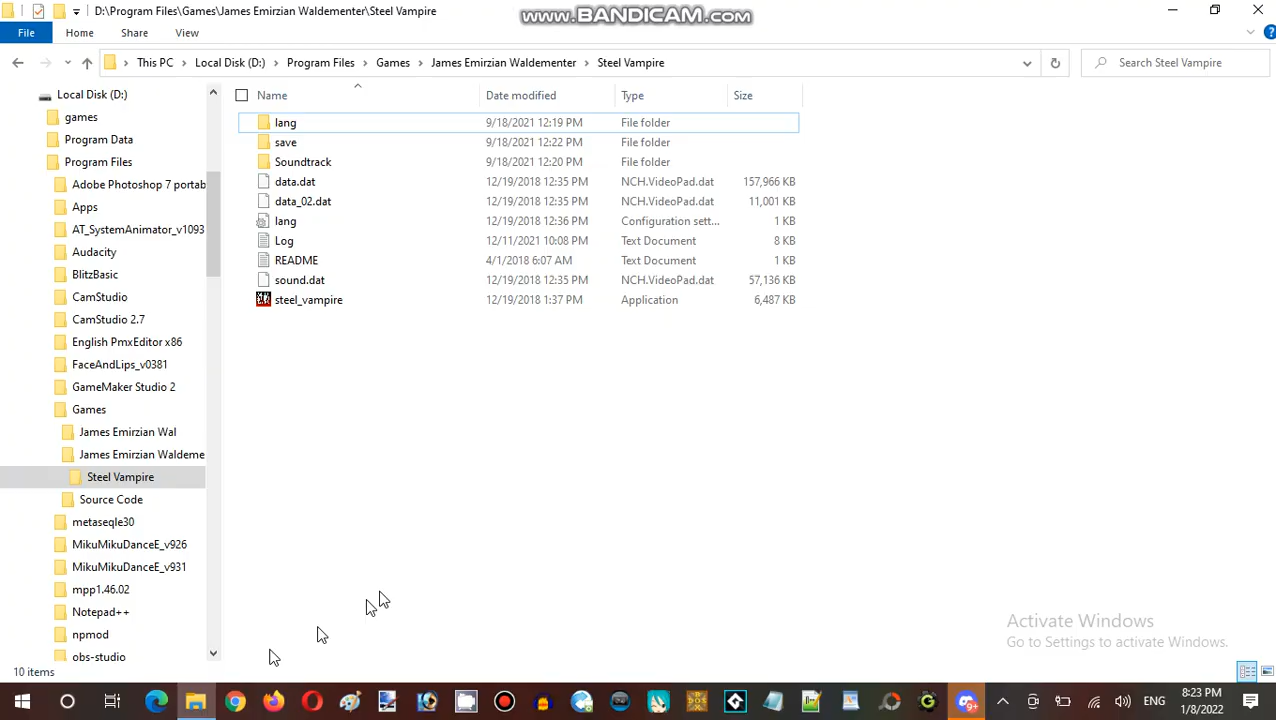 D:\Program Files\Games\James Emirzian Waldementer\Steel Vampire
www.BANDICAM.com
File Home Share View
This PC Local Disk (D:) Program Files Games James Emirzian Waldementer Steel Vampire
Search Steel Vampire
Local Disk (D:)
games
Program Data
Program Files
Adobe Photoshop 7 portab
Apps
AT_SystemAnimator_v1093
Audacity
BlitzBasic
CamStudio
CamStudio 2.7
English PmxEditor x86
FaceAndLips_v0381
GameMaker Studio 2
Games
James Emirzian Wal
James Emirzian Waldeme
Steel Vampire
Source Code
metaseqle30
MikuMikuDanceE_v926
MikuMikuDanceE_v931
mpp1.46.02
Notepad++
npmod
obs-studio
Name Date modified Type Size
lang 9/18/2021 12:19 PM File folder
save 9/18/2021 12:22 PM File folder
Soundtrack 9/18/2021 12:20 PM File folder
data.dat 12/19/2018 12:35 PM NCH.VideoPad.dat 157,966 KB
data_02.dat 12/19/2018 12:35 PM NCH.VideoPad.dat 11,001 KB
lang 12/19/2018 12:36 PM Configuration sett... 1 KB
Log 12/11/2021 10:08 PM Text Document 8 KB
README 4/1/2018 6:07 AM Text Document 1 KB
sound.dat 12/19/2018 12:35 PM NCH.VideoPad.dat 57,136 KB
steel_vampire 12/19/2018 1:37 PM Application 6,487 KB
Activate Windows
Go to Settings to activate Windows.
10 items
9+
ENG
8:23 PM
1/8/2022